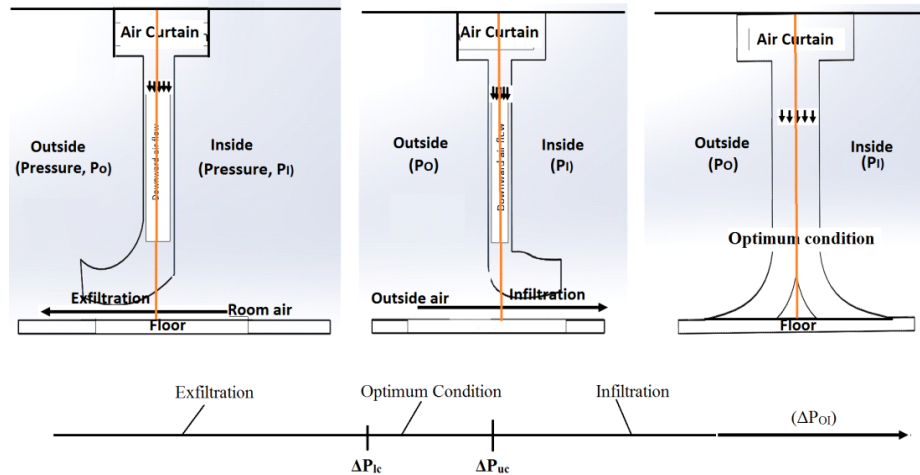 Air Curtain
Outside
(Pressure, PO)
Inside
(Pressure, PI)
Downward air flow
Exfiltration
Room air
Floor
Air Curtain
Outside
(PO)
Inside
(PI)
Downward air flow
Outside air
Infiltration
Air Curtain
Outside
(PO)
Inside
(PI)
Optimum condition
Floor
Exfiltration
Optimum Condition
Infiltration
(ΔPOI)
ΔPlc
ΔPuc